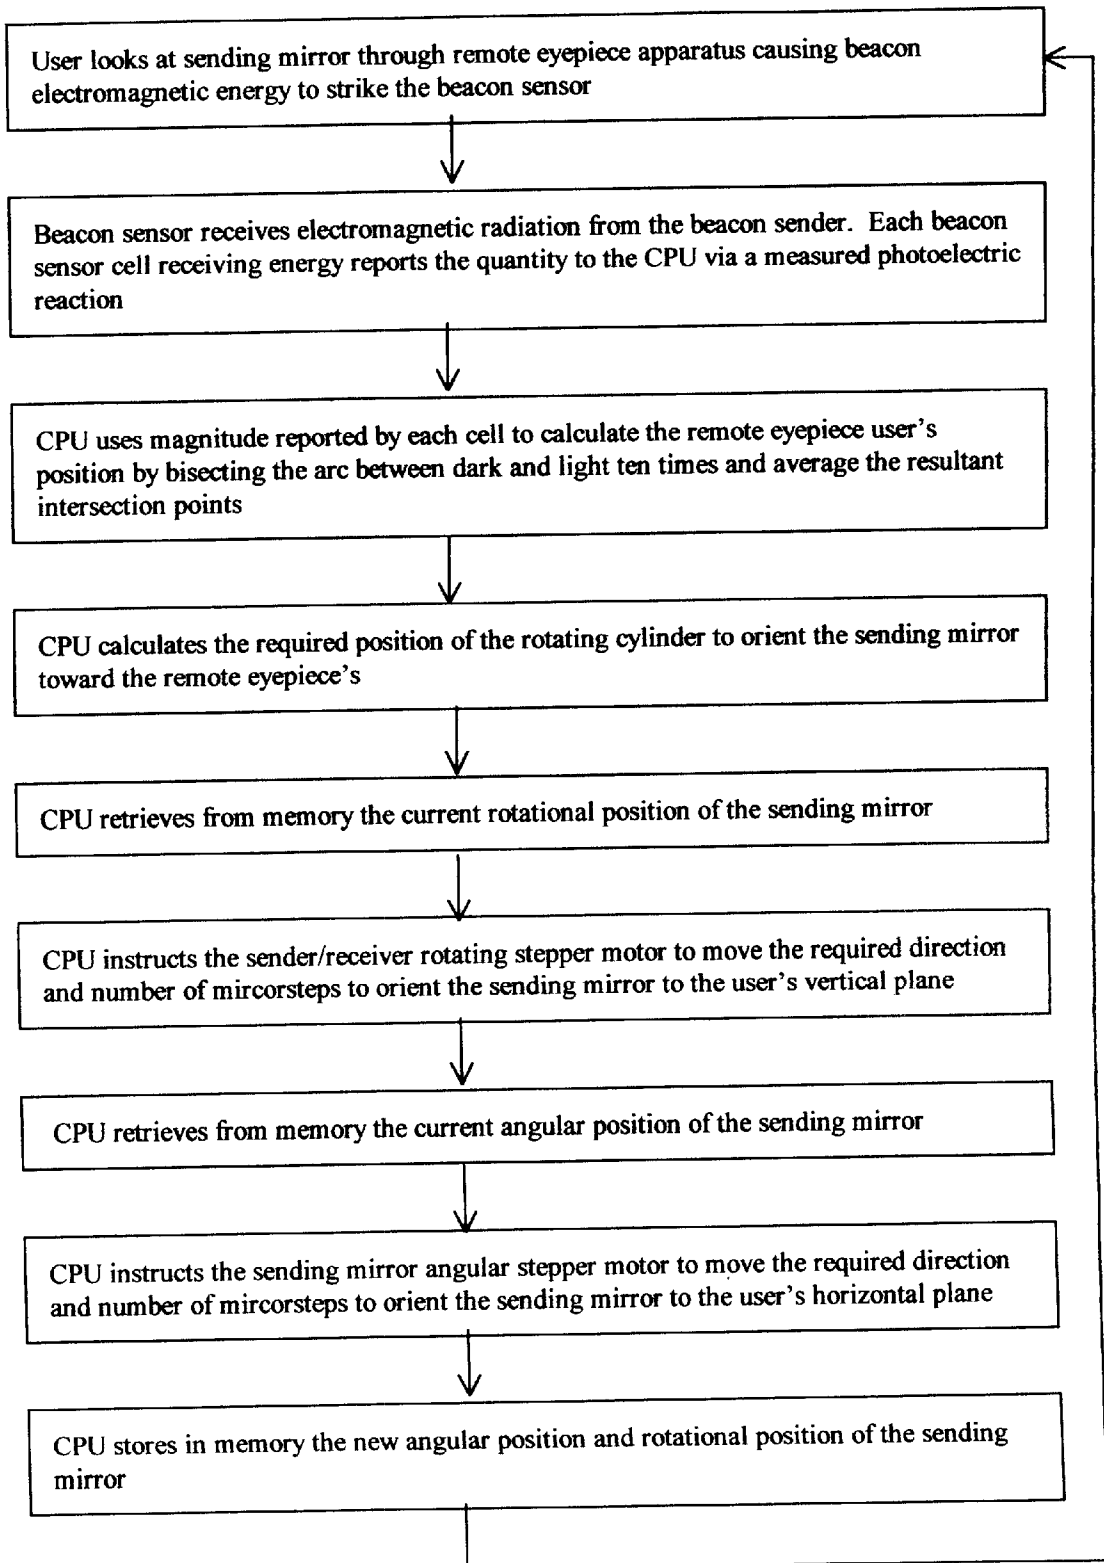 User looks at sending mirror through remote eyepiece apparatus causing beacon
electromagnetic energy to strike the beacon sensor
Beacon sensor receives electromagnetic radiation from the beacon sender. Each beacon
sensor cell receiving energy reports the quantity to the CPU via a measured photoelectric
reaction
CPU uses magnitude reported by each cell to calculate the remote eyepiece user's
position by bisecting the arc between dark and light ten times and average the resultant
intersection points
CPU calculates the required position of the rotating cylinder to orient the sending mirror
toward the remote eyepiece's
CPU retrieves from memory the current rotational position of the sending mirror
CPU instructs the sender/receiver rotating stepper motor to move the required direction
and number of mircorsteps to orient the sending mirror to the user's vertical plane
CPU retrieves from memory the current angular position of the sending mirror
CPU instructs the sending mirror angular stepper motor to move the required direction
and number of mircorsteps to orient the sending mirror to the user's horizontal plane
CPU stores in memory the new angular position and rotational position of the sending
mirror